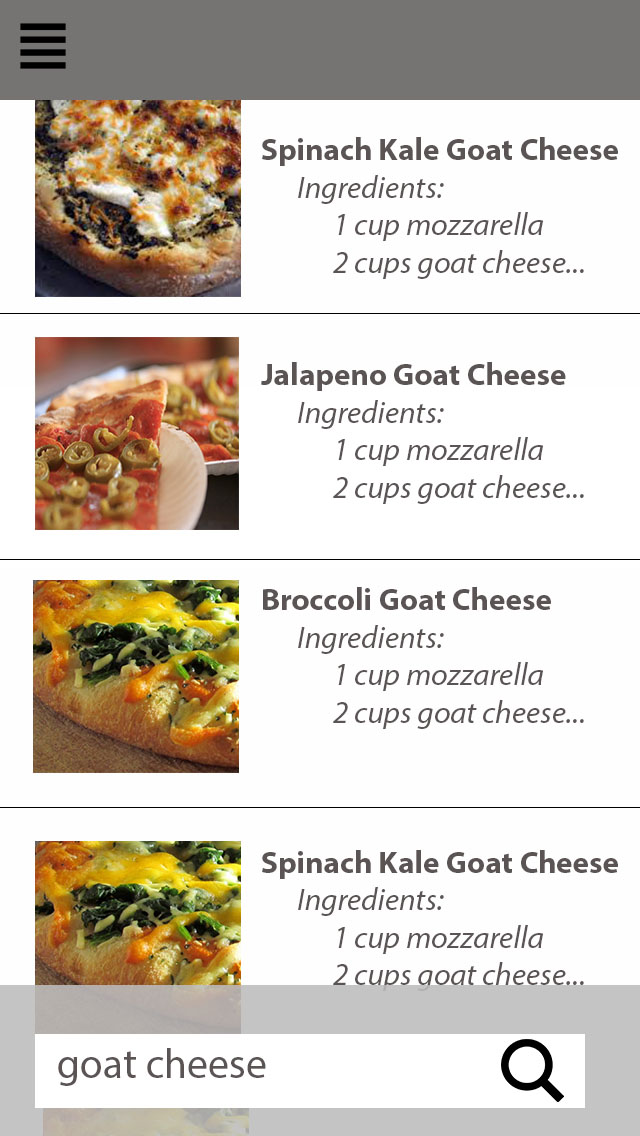 Spinach Kale Goat Cheese
Ingredients:
1 cup mozzarella
2 cups goat cheese...
Jalapeno Goat Cheese
Ingredients:
1 cup mozzarella
2 cups goat cheese...
Broccoli Goat Cheese
Ingredients:
1 cup mozzarella
2 cups goat cheese...
Spinach Kale Goat Cheese
Ingredients:
1 cup mozzarella
2 cups goat cheese...
goat cheese